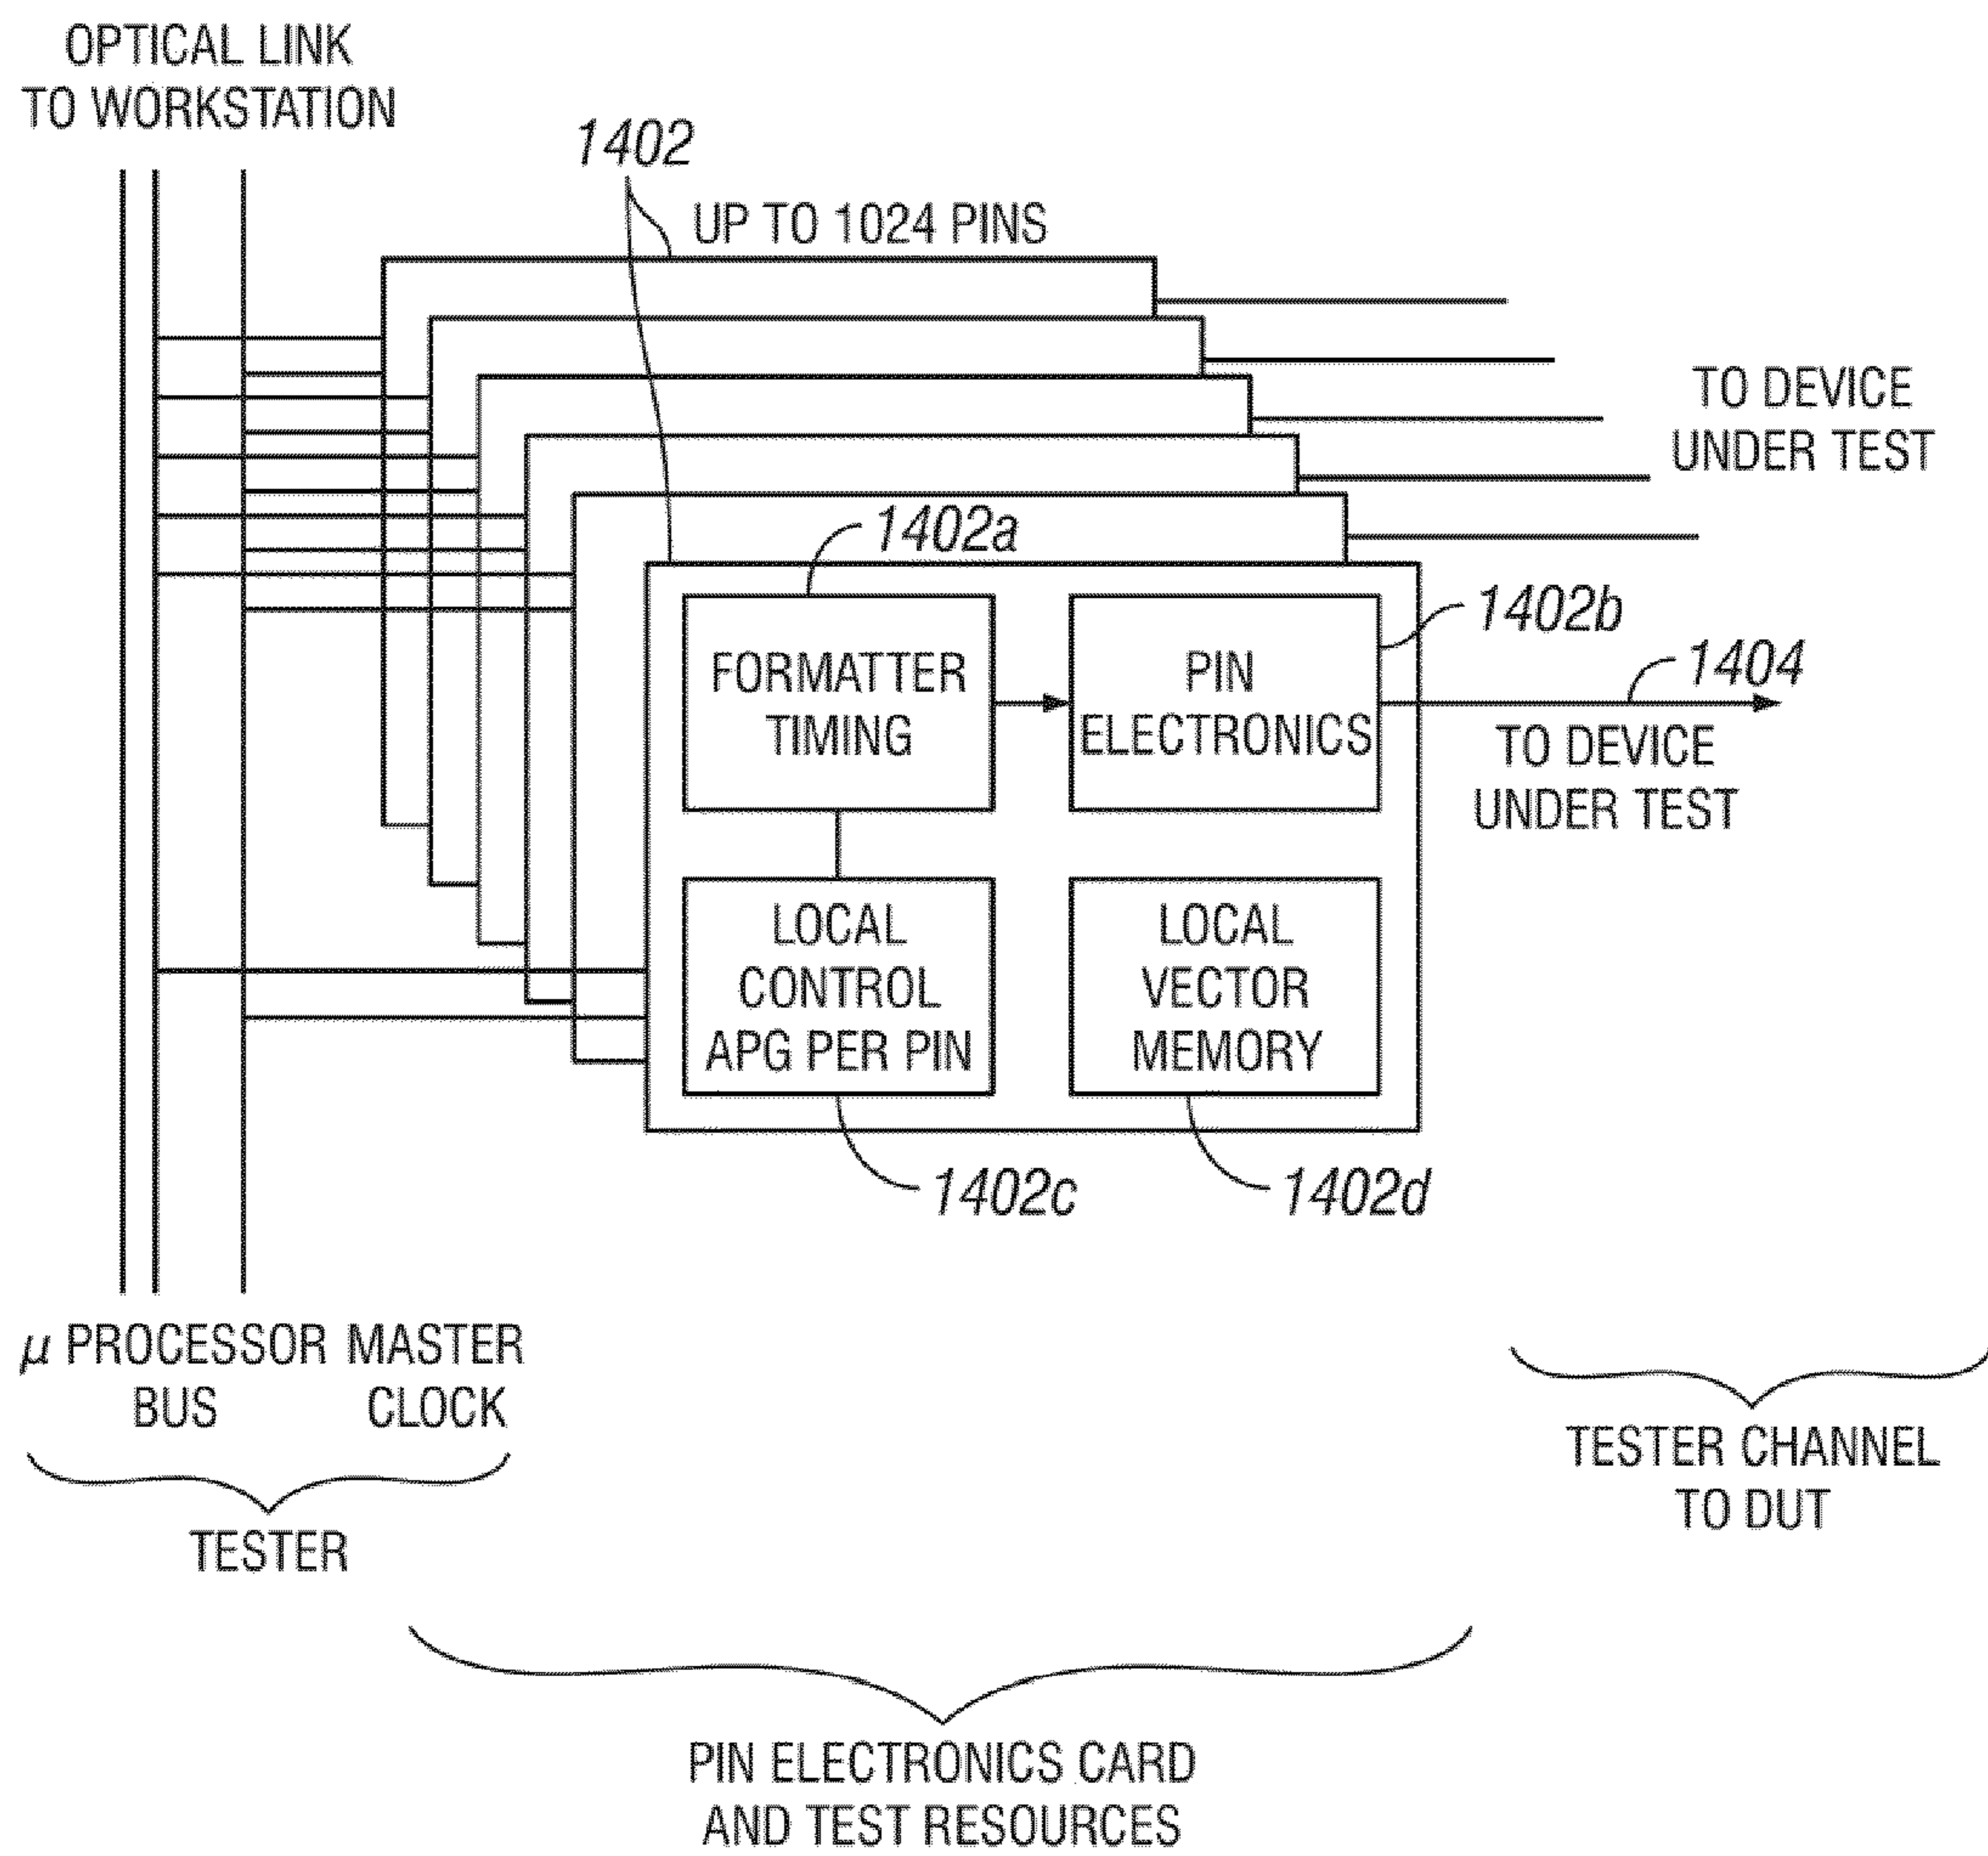 OPTICAL LINK
TO WORKSTATION
1402
UP TO 1024 PINS
TO DEVICE
UNDER TEST
1402a
1402b
FORMATTER
TIMING
PIN
ELECTRONICS
1404
TO DEVICE
UNDER TEST
LOCAL
CONTROL
APG PER PIN
LOCAL
VECTOR
MEMORY
1402c
1402d
μ PROCESSOR
BUS
MASTER
CLOCK
TESTER
TESTER CHANNEL
TO DUT
PIN ELECTRONICS CARD
AND TEST RESOURCES